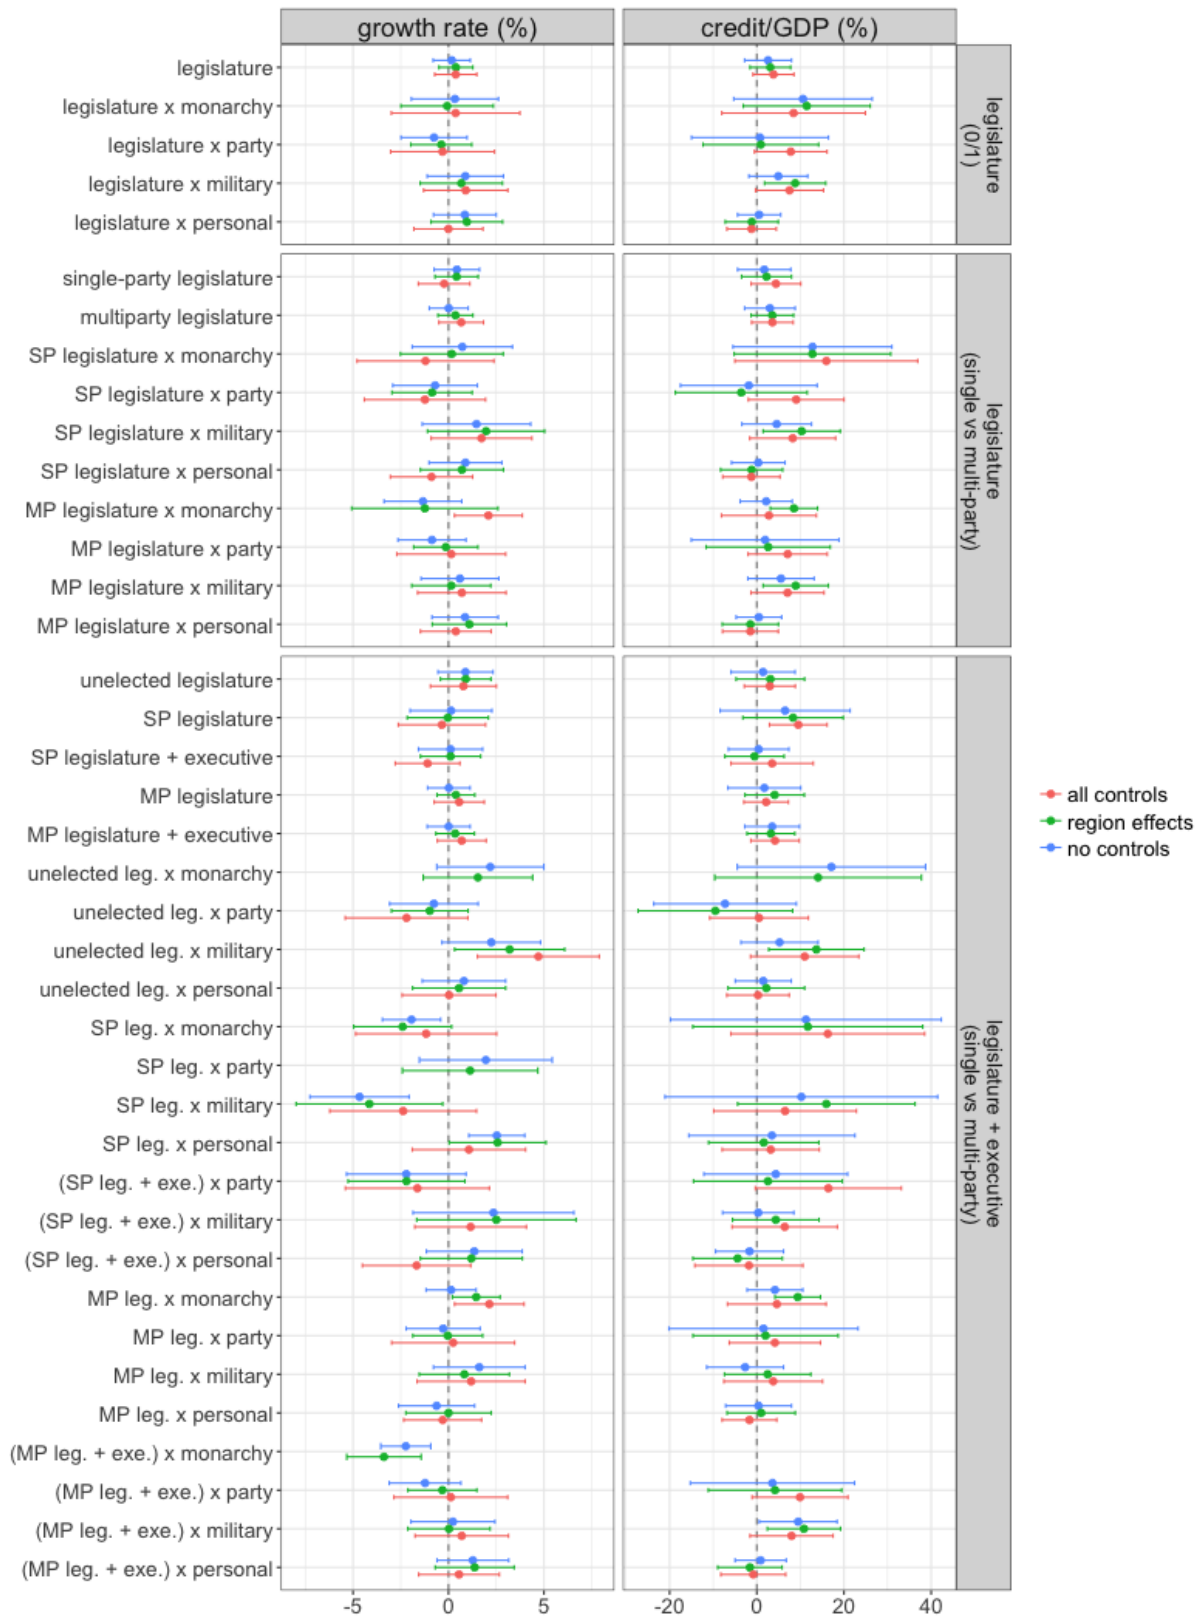 growth rate (%)
credit/GDP (%)
legislature
legislature x monarchy
legislature x party
legislature x military
legislature x personal
legislature
(0/1)
single-party legislature
multiparty legislature
SP legislature x monarchy
SP legislature x party
SP legislature x military
SP legislature x personal
MP legislature x monarchy
MP legislature x party
MP legislature x military
MP legislature x personal
legislature
(single vs multi-party)
unelected legislature
SP legislature
SP legislature + executive
MP legislature
MP legislature + executive
unelected leg. x monarchy
unelected leg. x party
unelected leg. x military
unelected leg. x personal
SP leg. x monarchy
SP leg. x party
SP leg. x military
SP leg. x personal
(SP leg. + exe.) x party
(SP leg. + exe.) x military
(SP leg. + exe.) x personal
MP leg. x monarchy
MP leg. x party
MP leg. x military
MP leg. x personal
(MP leg. + exe.) x monarchy
(MP leg. + exe.) x party
(MP leg. + exe.) x military
(MP leg. + exe.) x personal
legislature + executive
(single vs multi-party)
-5 0 5
-20 0 20 40
all controls
region effects
no controls